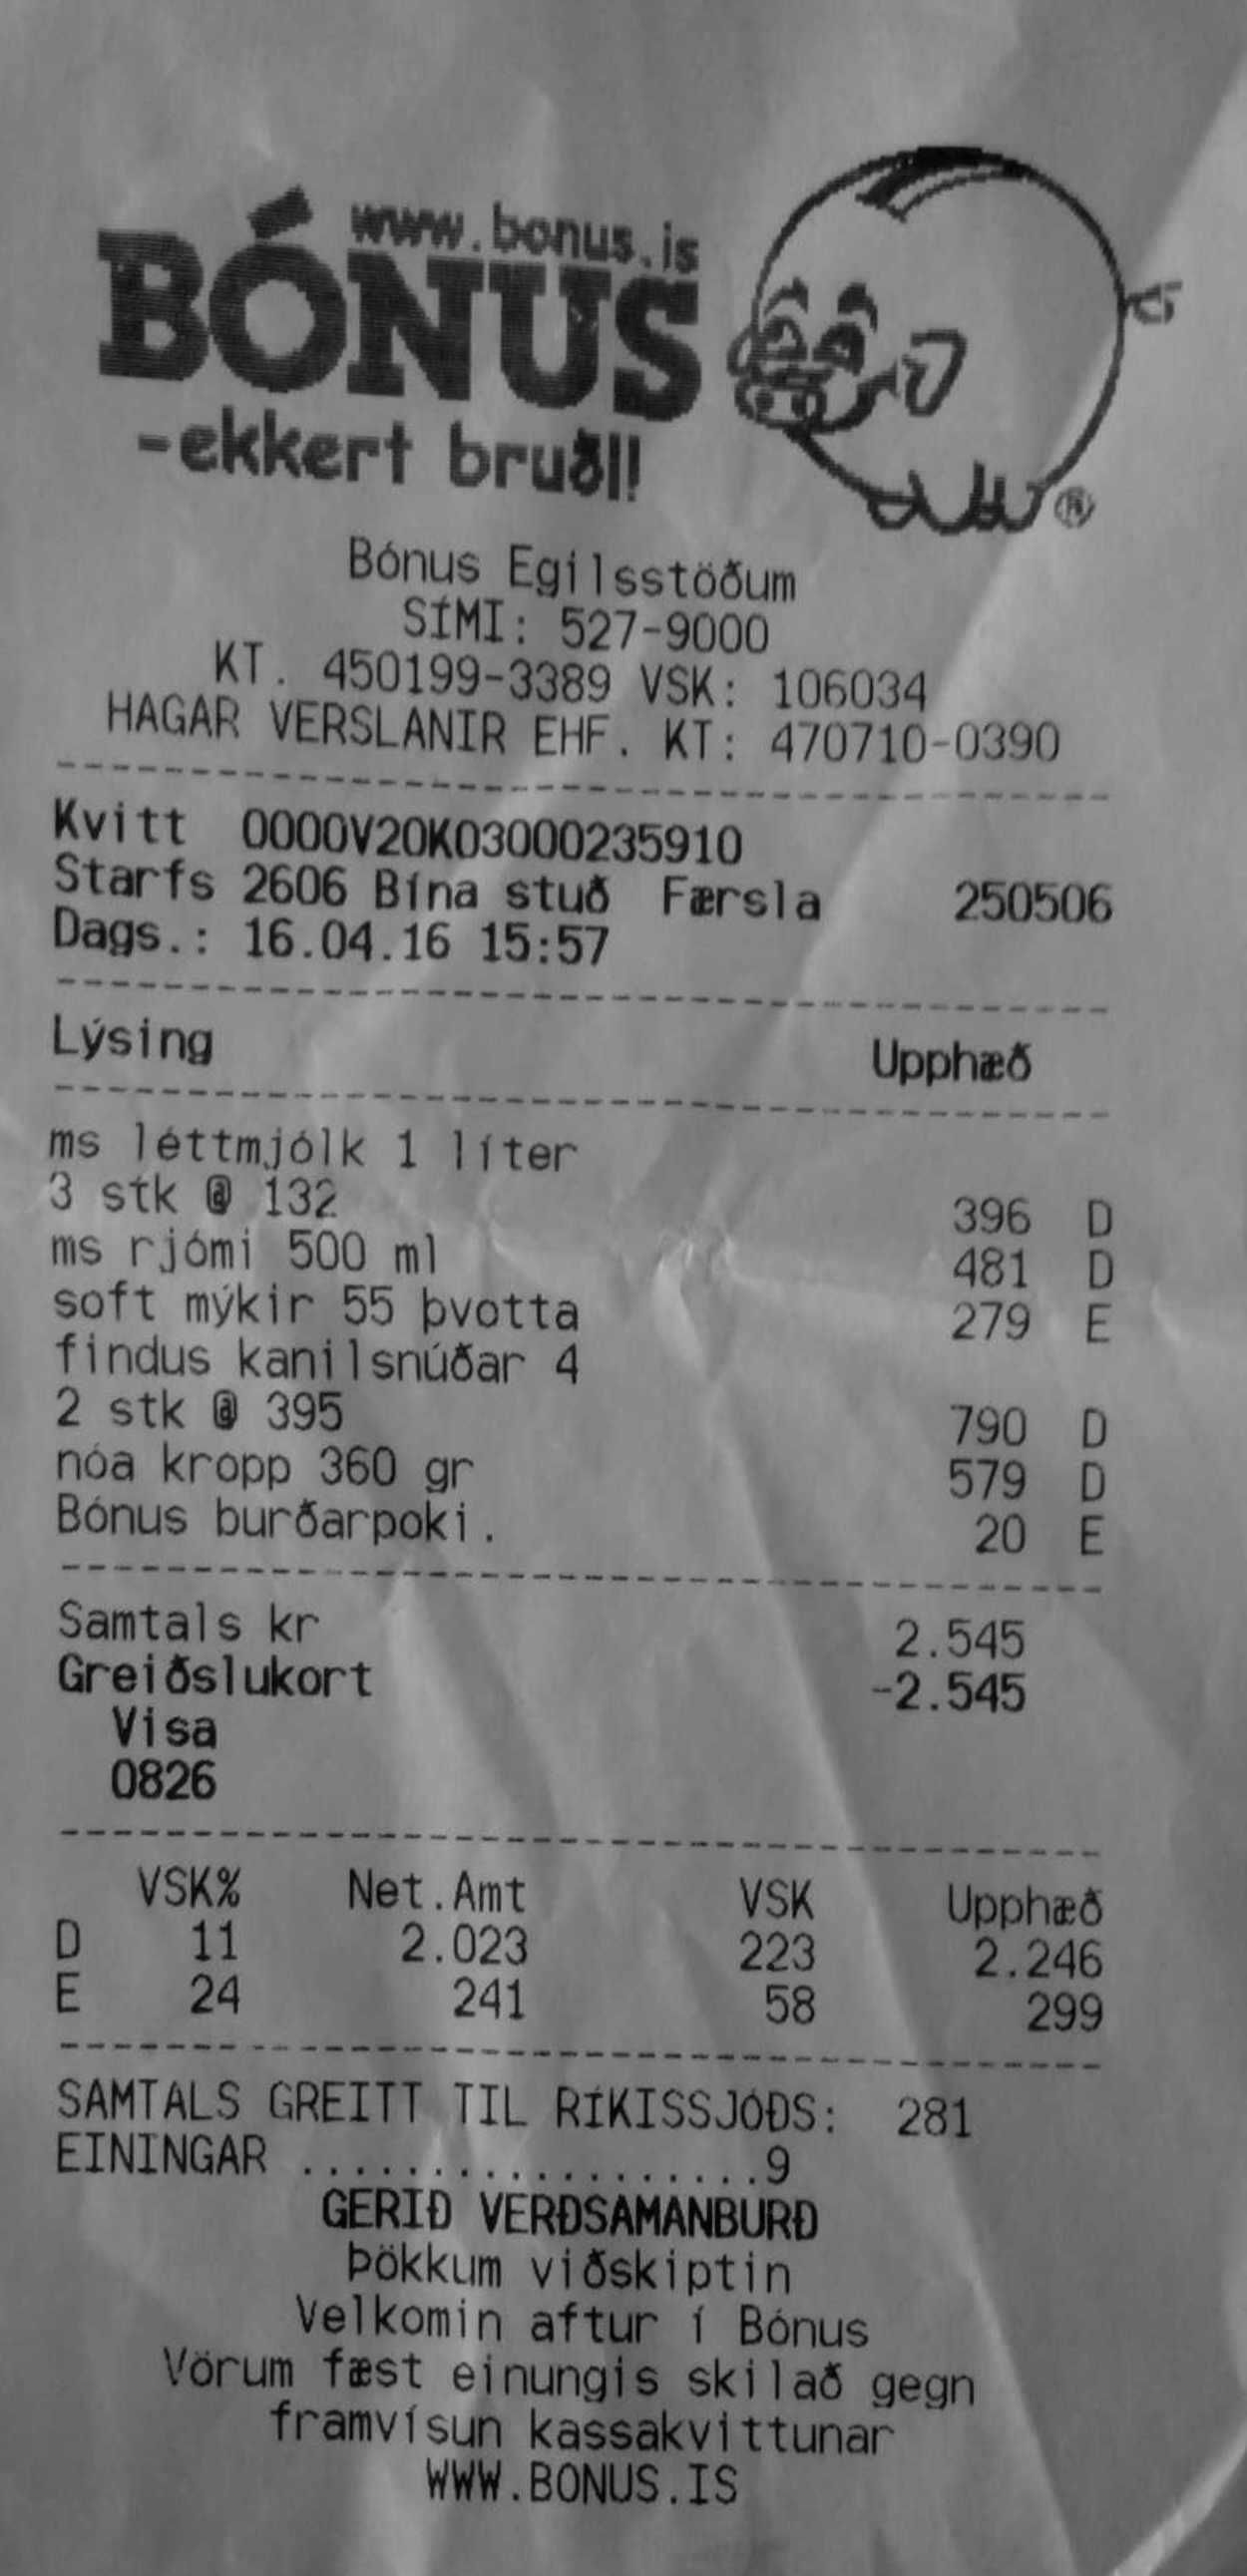 www.bonus.is
BÓNUS
-ekkert bruðl!
®
Bónus Egilsstöðum
SÍMI: 527-9000
KT. 450199-3389 VSK: 106034
HAGAR VERSLANIR EHF. KT: 470710-0390
Kvitt 0000V20K03000235910
Starfs 2606 Bína stuð Færsla 250506
Dags.: 16.04.16 15:57
Lýsing Upphæð
ms léttmjólk 1 líter
3 stk @ 132 396 D
ms rjómi 500 ml 481 D
soft mýkir 55 þvotta 279 E
findus kanilsnúðar 4
2 stk @ 395 790 D
nóa kropp 360 gr 579 D
Bónus burðarpoki. 20 E
Samtals kr 2.545
Greiðslukort -2.545
Visa
0826
VSK% Net.Amt VSK Upphæð
D 11 2.023 223 2.246
E 24 241 58 299
SAMTALS GREITT TIL RÍKISSJÓÐS: 281
EININGAR ..................9
GERIÐ VERÐSAMANBURÐ
Þökkum viðskiptin
Velkomin aftur í Bónus
Vörum fæst einungis skilað gegn
framvísun kassakvittunar
WWW.BONUS.IS